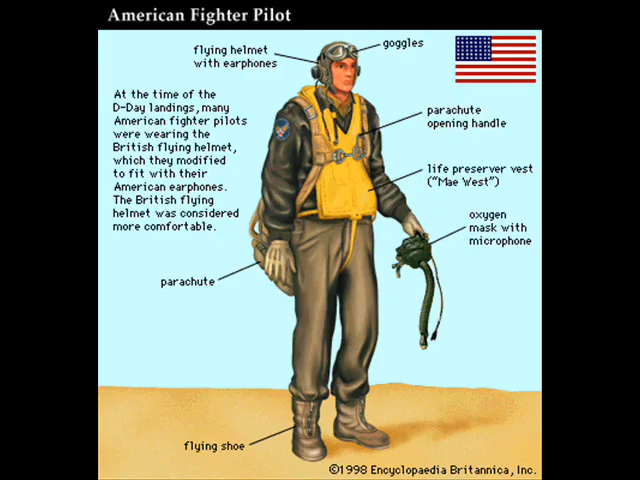 American Fighter Pilot
flying helmet
with earphones
goggles
At the time of the
D-Day landings, many
American fighter pilots
were wearing the
British flying helmet,
which they modified
to fit with their
American earphones.
The British flying
helmet was considered
more comfortable.
parachute
opening handle
life preserver vest
("Mae West")
oxygen
mask with
microphone
parachute
flying shoe
©1998 Encyclopaedia Britannica, Inc.